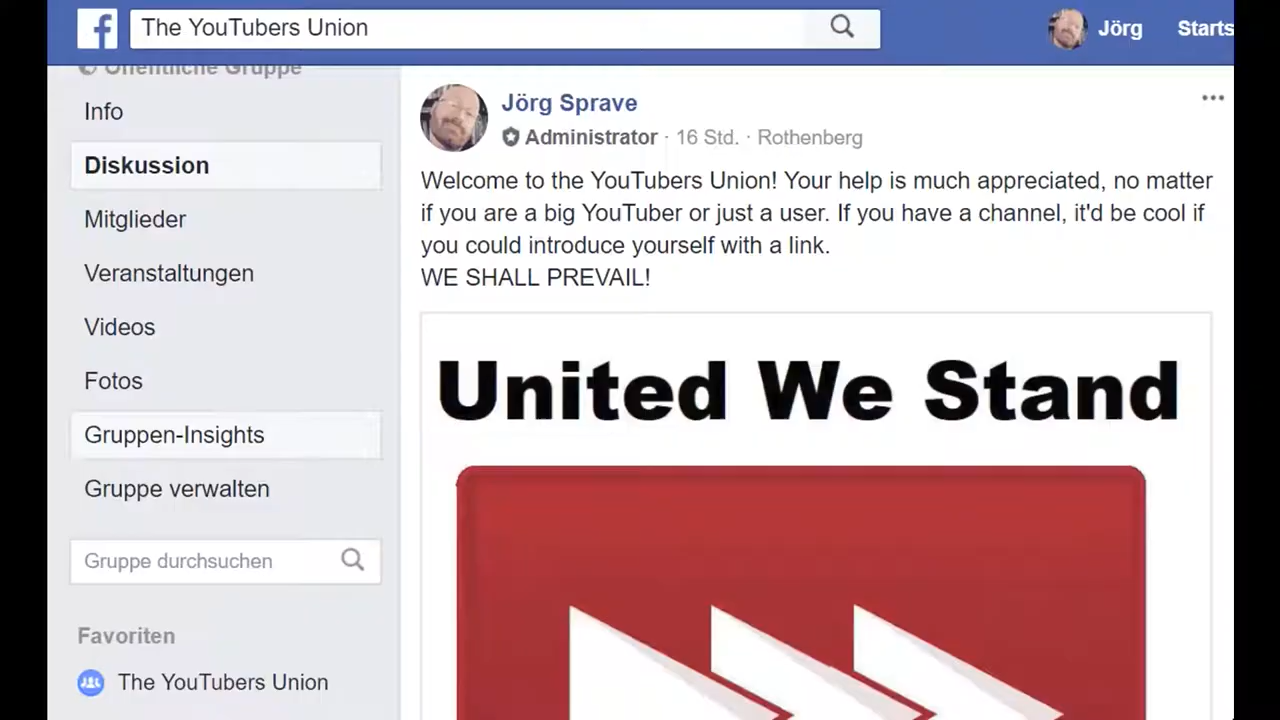 The YouTubers Union
Jörg
Starts
Öffentliche Gruppe
Info
Diskussion
Mitglieder
Veranstaltungen
Videos
Fotos
Gruppen-Insights
Gruppe verwalten
Gruppe durchsuchen
Favoriten
The YouTubers Union
Jörg Sprave
Administrator · 16 Std. · Rothenberg
Welcome to the YouTubers Union! Your help is much appreciated, no matter
if you are a big YouTuber or just a user. If you have a channel, it'd be cool if
you could introduce yourself with a link.
WE SHALL PREVAIL!
United We Stand